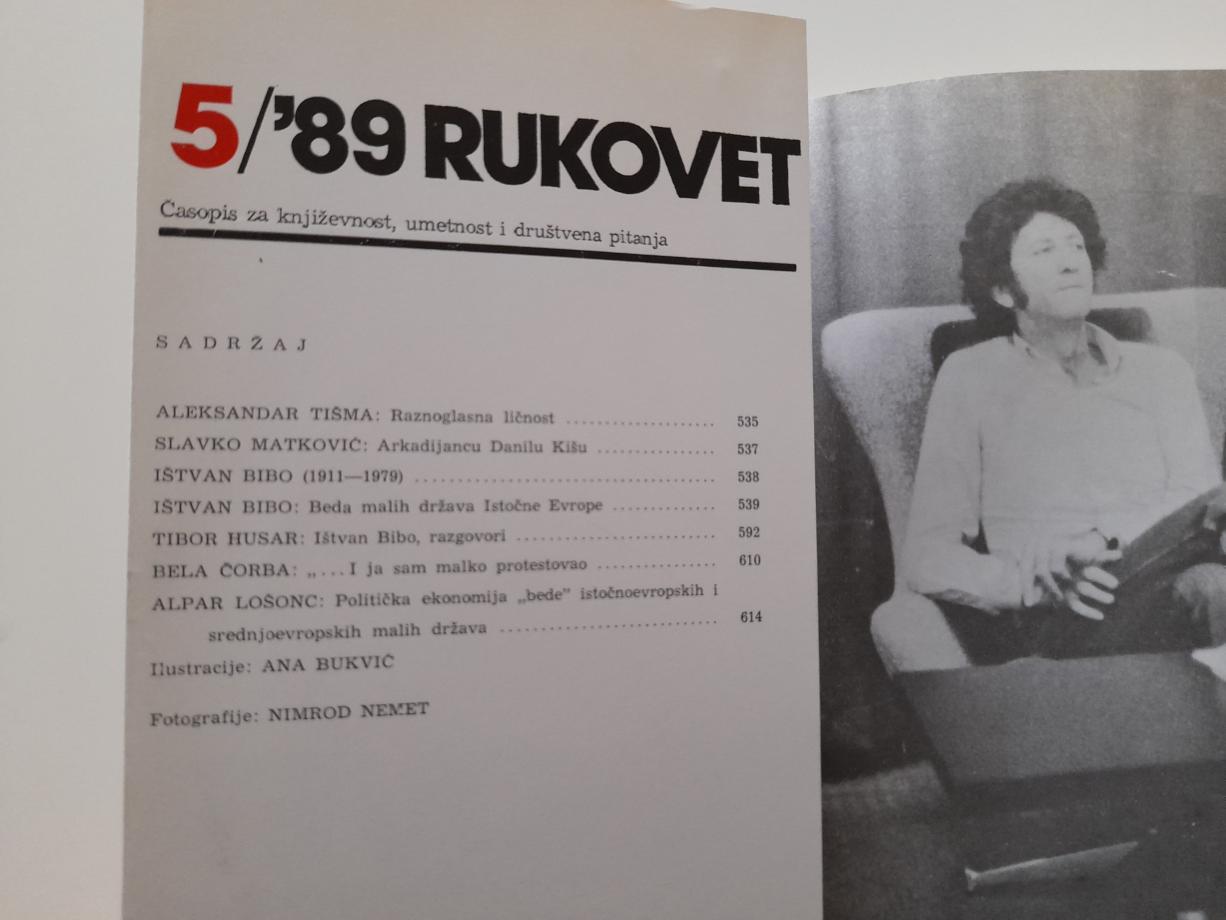 5/'89 RUKOVET
Časopis za književnost, umetnost i društvena pitanja
SADRŽAJ
ALEKSANDAR TIŠMA: Raznoglasna ličnost .................... 535
SLAVKO MATKOVIĆ: Arkadijancu Danilu Kišu ................ 537
IŠTVAN BIBO (1911—1979) ........................................ 538
IŠTVAN BIBO: Beda malih država Istočne Evrope .............. 539
TIBOR HUSAR: Ištvan Bibo, razgovori ........................... 592
BELA ČORBA: „...I ja sam malko protestovao ................ 610
ALPAR LOŠONC: Politička ekonomija „bede” istočnoevropskih i
srednjoevropskih malih država ............................. 614
Ilustracije: ANA BUKVIĆ
Fotografije: NIMROD NEMET